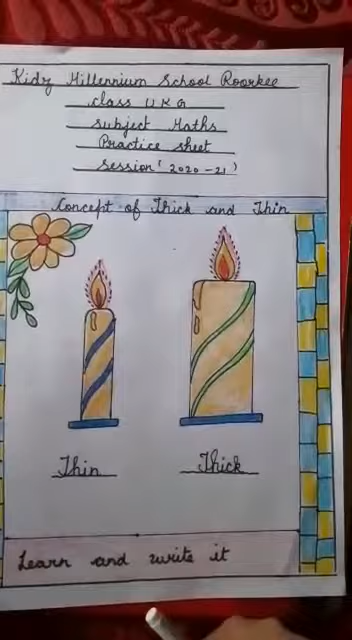 Kidz Millennium School Roorkee
class U K G
subject Maths
Practice sheet
Session (2020-21)
Concept of Thick and Thin
Thin
Thick
Learn and write it